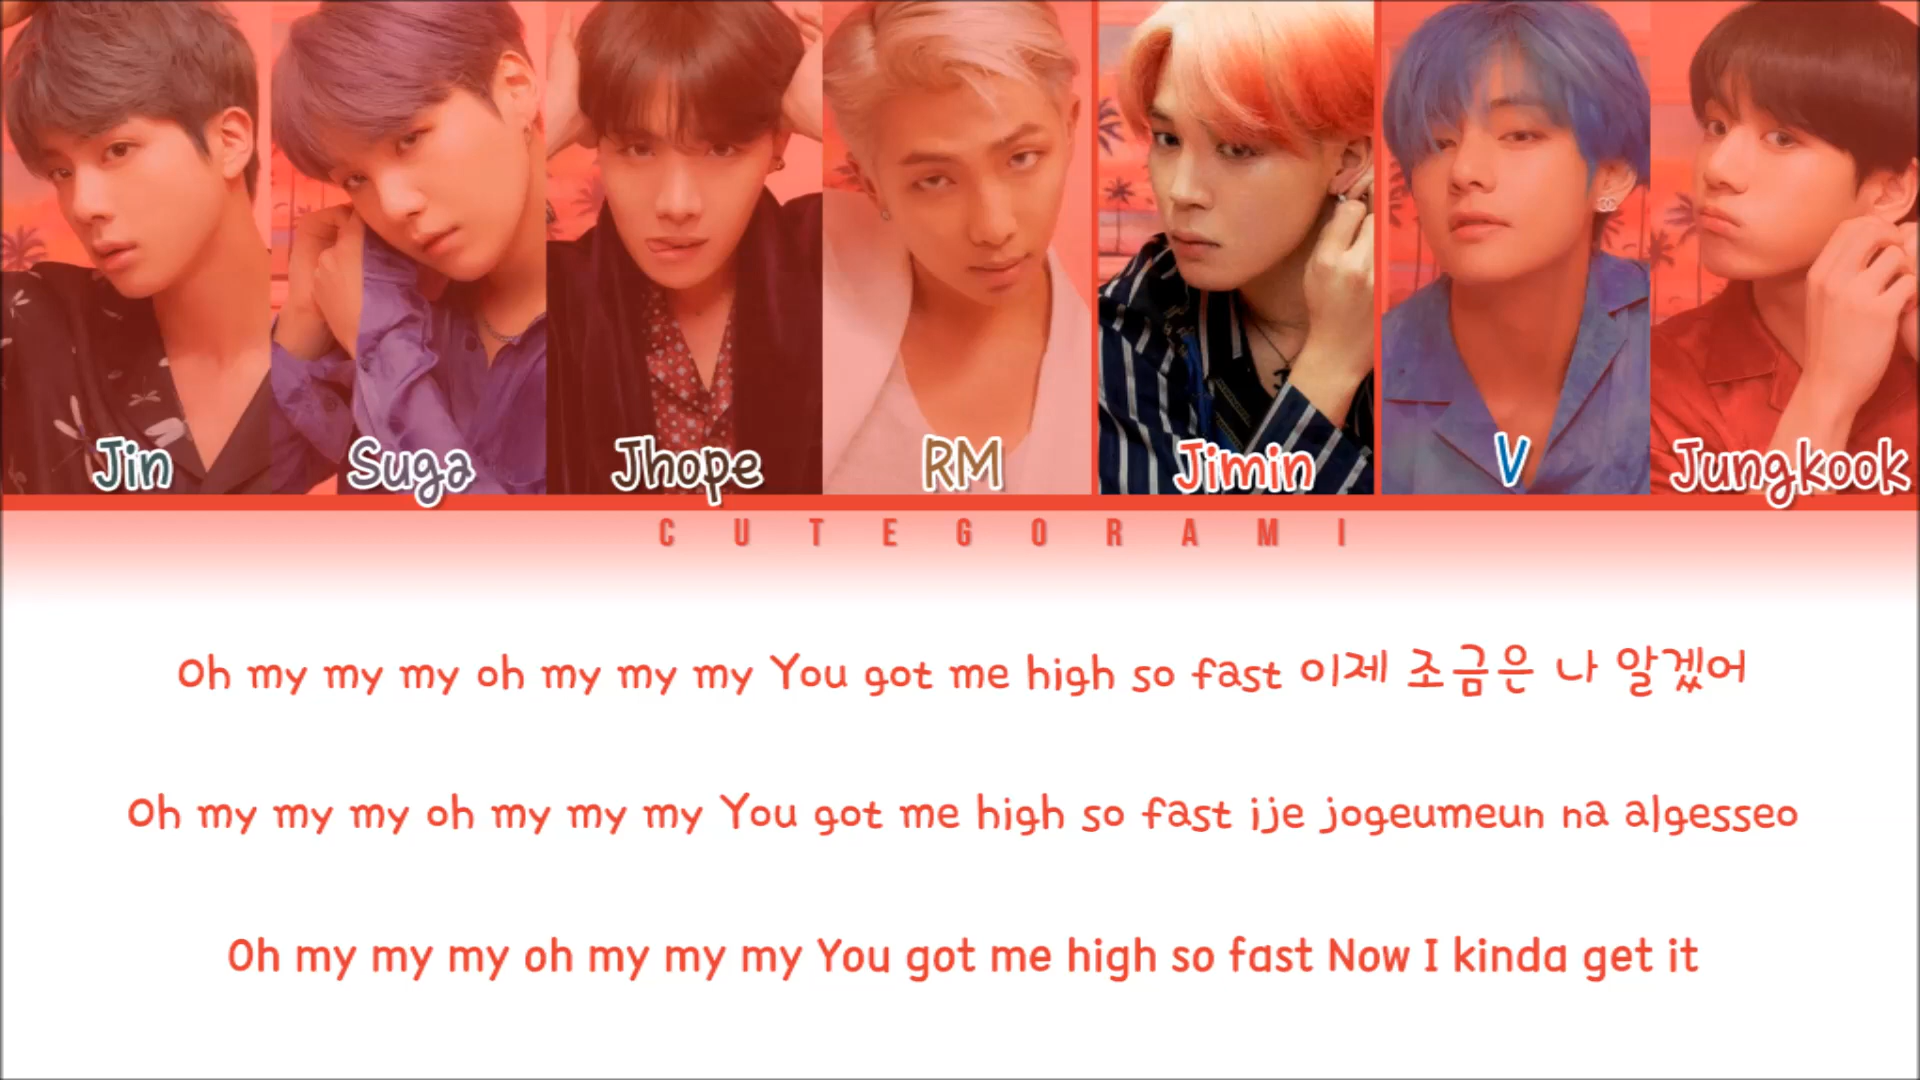 Jin Suga Jhope RM Jimin V Jungkook
CUTEGORAMI
Oh my my my oh my my my You got me high so fast 이제 조금은 나 알겠어
Oh my my my oh my my my You got me high so fast ije jogeumeun na algesseo
Oh my my my oh my my my You got me high so fast Now I kinda get it